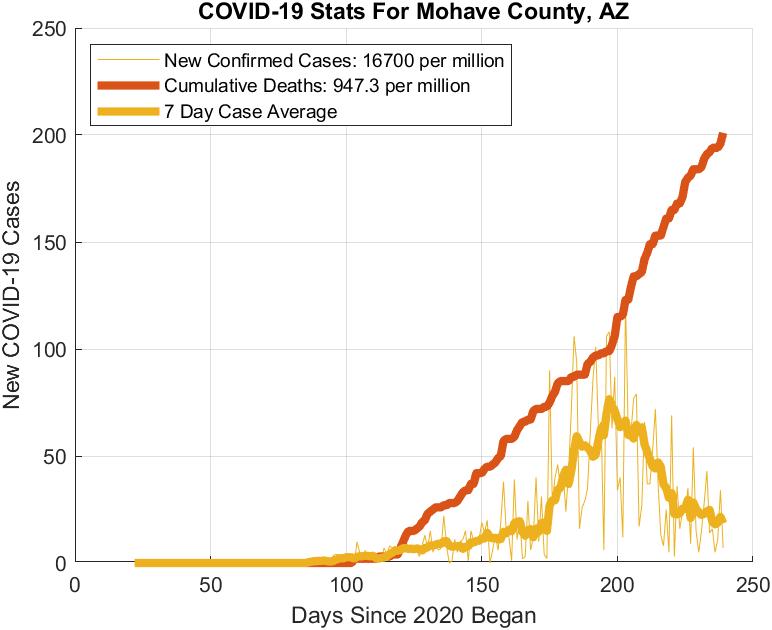 COVID-19 Stats For Mohave County, AZ
250
New Confirmed Cases: 16700 per million
Cumulative Deaths: 947.3 per million
7 Day Case Average
200
150
100
50
0
New COVID-19 Cases
0 50 100 150 200 250
Days Since 2020 Began